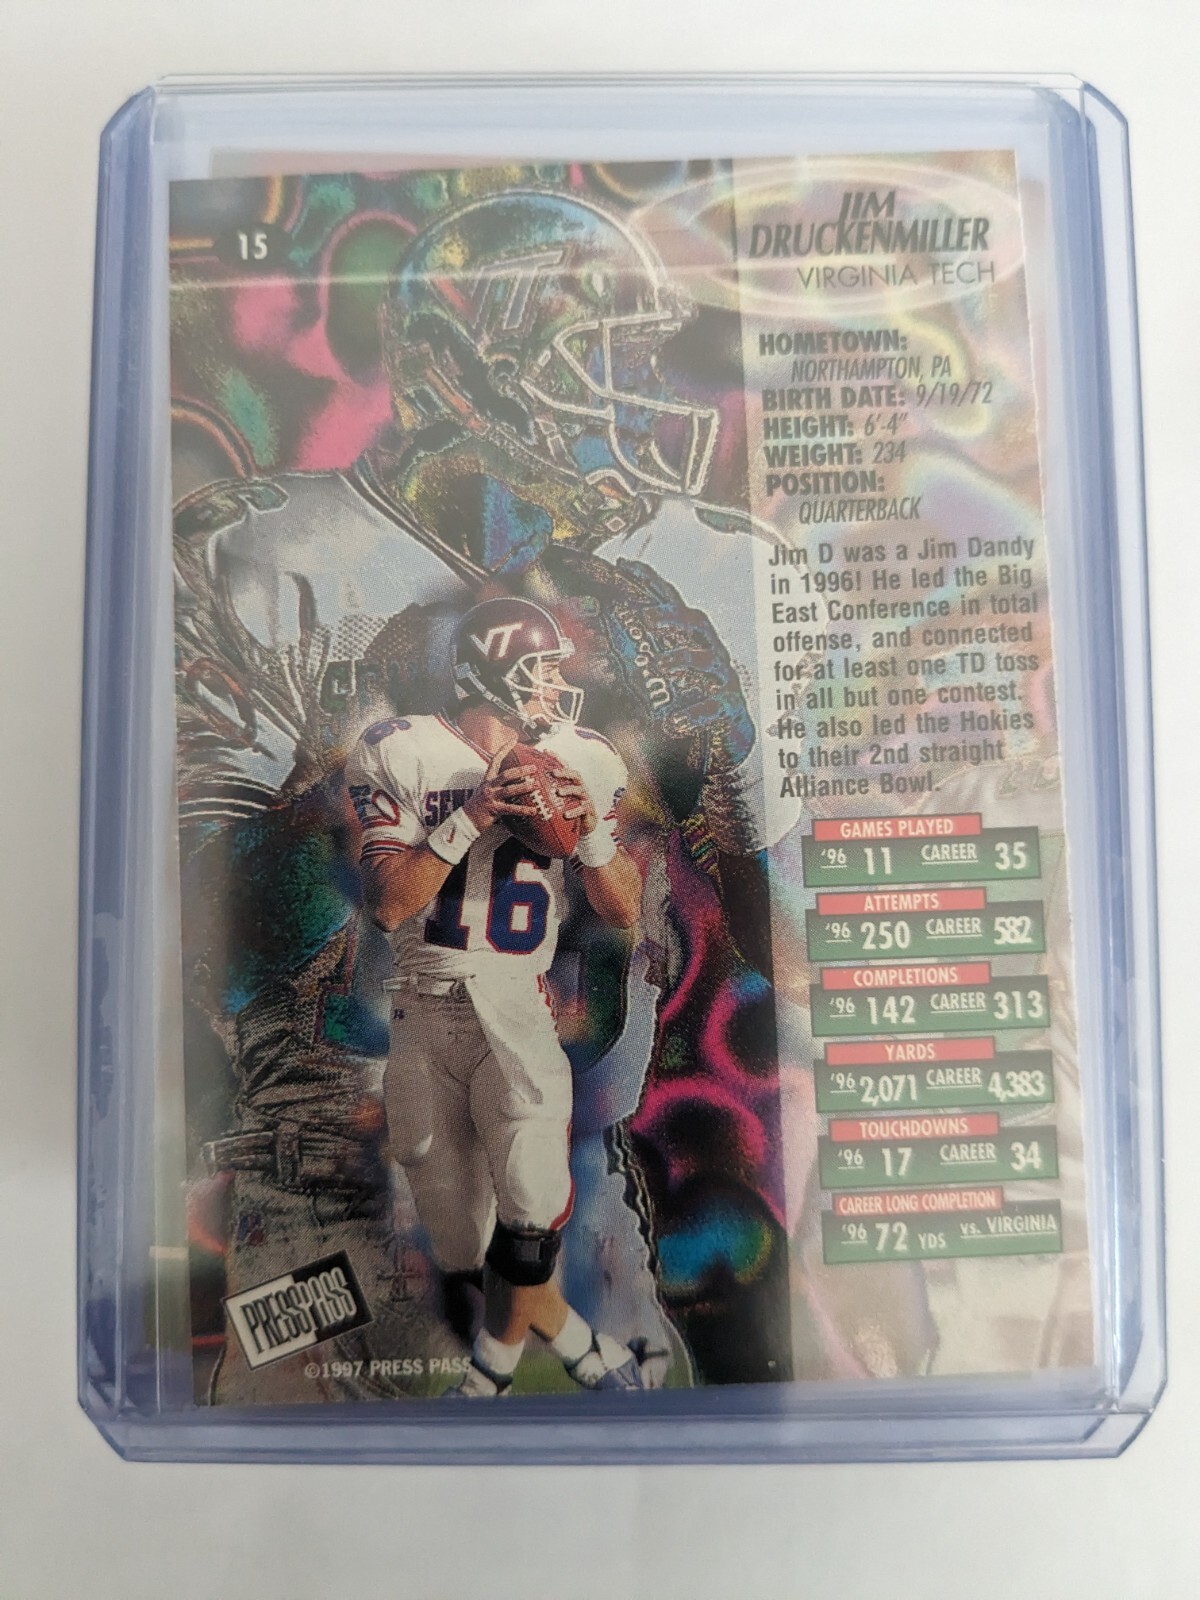 15
JIM
DRUCKENMILLER
VIRGINIA TECH
HOMETOWN:
NORTHAMPTON, PA
BIRTH DATE: 9/19/72
HEIGHT: 6'-4"
WEIGHT: 234
POSITION:
QUARTERBACK
Jim D was a Jim Dandy
in 1996! He led the Big
East Conference in total
offense, and connected
for at least one TD toss
in all but one contest.
He also led the Hokies
to their 2nd straight
Alliance Bowl.
GAMES PLAYED
'96 11 CAREER 35
ATTEMPTS
'96 250 CAREER 582
COMPLETIONS
'96 142 CAREER 313
YARDS
'96 2,071 CAREER 4,383
TOUCHDOWNS
'96 17 CAREER 34
CAREER LONG COMPLETION
'96 72 YDS vs. VIRGINIA
VT
VT
16
PRESS PASS
©1997 PRESS PASS